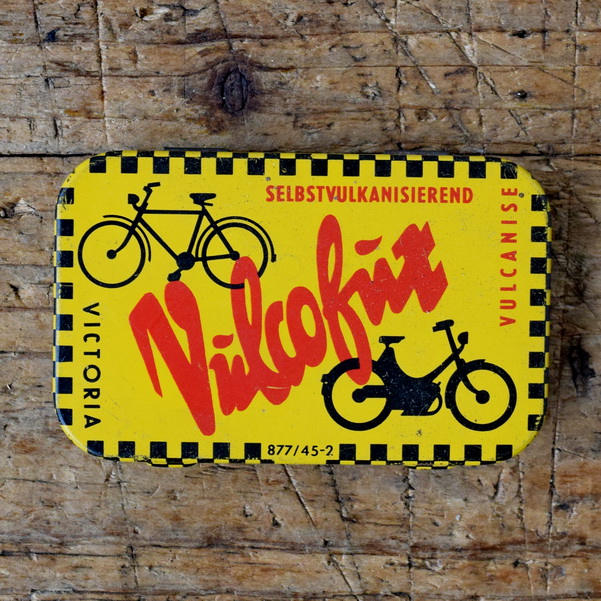 SELBSTVULKANISIEREND
VULCANISE
Vulcofix
VICTORIA
877/45-2